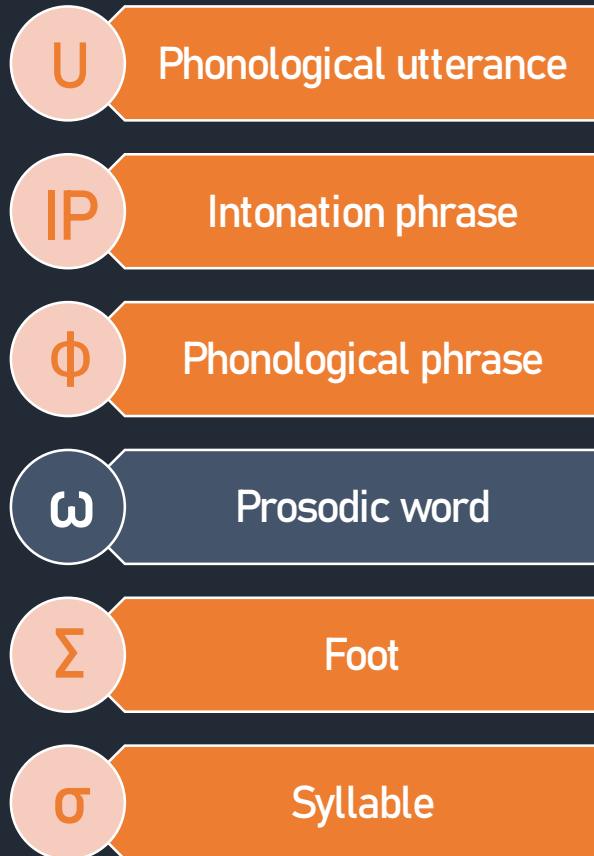 U Phonological utterance
IP Intonation phrase
ϕ Phonological phrase
ω Prosodic word
Σ Foot
σ Syllable